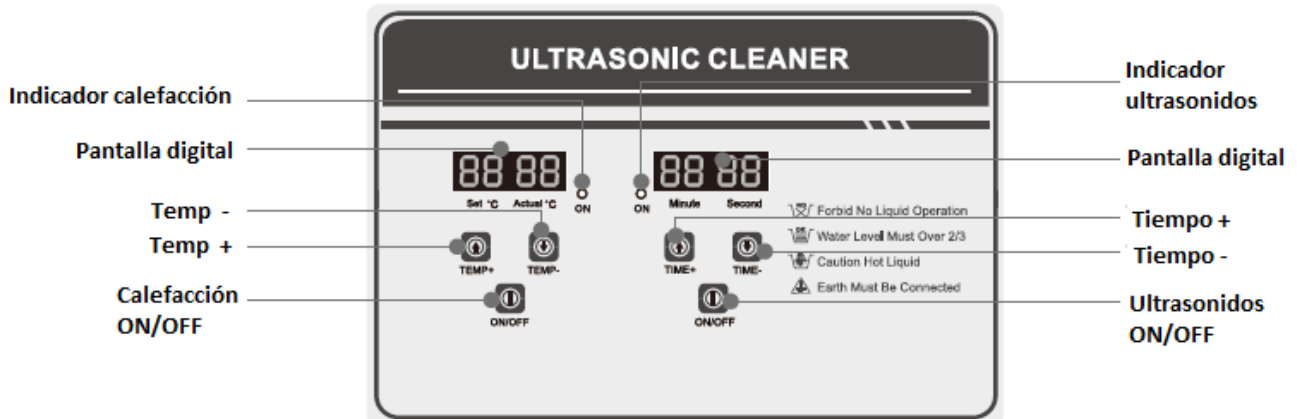 ULTRASONIC CLEANER
Indicador calefacción
Pantalla digital
Temp -
Temp +
Calefacción
ON/OFF
88 88
Set °C Actual °C
ON
TEMP+ TEMP-
ON/OFF
ON
88 88
Minute Second
TIME+ TIME-
ON/OFF
Forbid No Liquid Operation
Water Level Must Over 2/3
Caution Hot Liquid
Earth Must Be Connected
Indicador
ultrasonidos
Pantalla digital
Tiempo +
Tiempo -
Ultrasonidos
ON/OFF